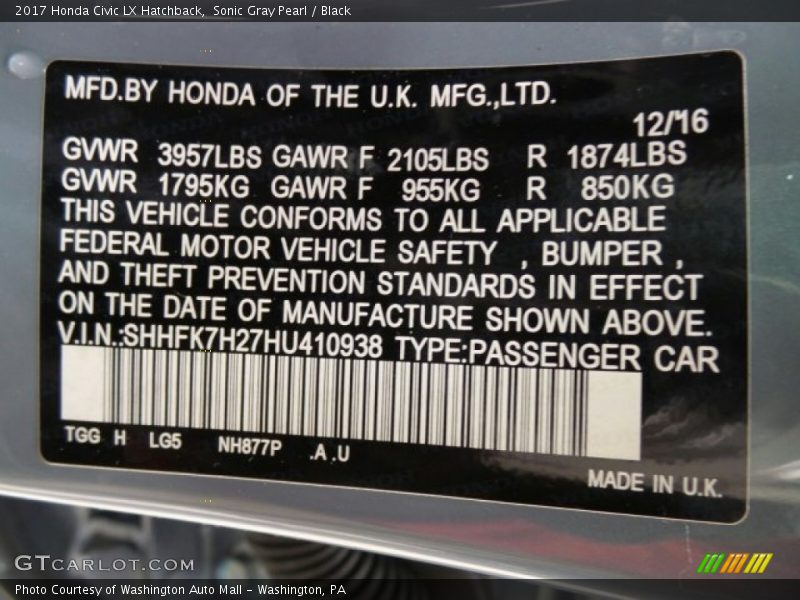 2017 Honda Civic LX Hatchback, Sonic Gray Pearl / Black
MFD.BY HONDA OF THE U.K. MFG.,LTD.
12/'16
GVWR 3957LBS GAWR F 2105LBS R 1874LBS
GVWR 1795KG GAWR F 955KG R 850KG
THIS VEHICLE CONFORMS TO ALL APPLICABLE
FEDERAL MOTOR VEHICLE SAFETY , BUMPER ,
AND THEFT PREVENTION STANDARDS IN EFFECT
ON THE DATE OF MANUFACTURE SHOWN ABOVE.
V.I.N.:SHHFK7H27HU410938 TYPE:PASSENGER CAR
TGG H LG5 NH877P .A .U
MADE IN U.K.
GTCARLOT.COM
Photo Courtesy of Washington Auto Mall - Washington, PA